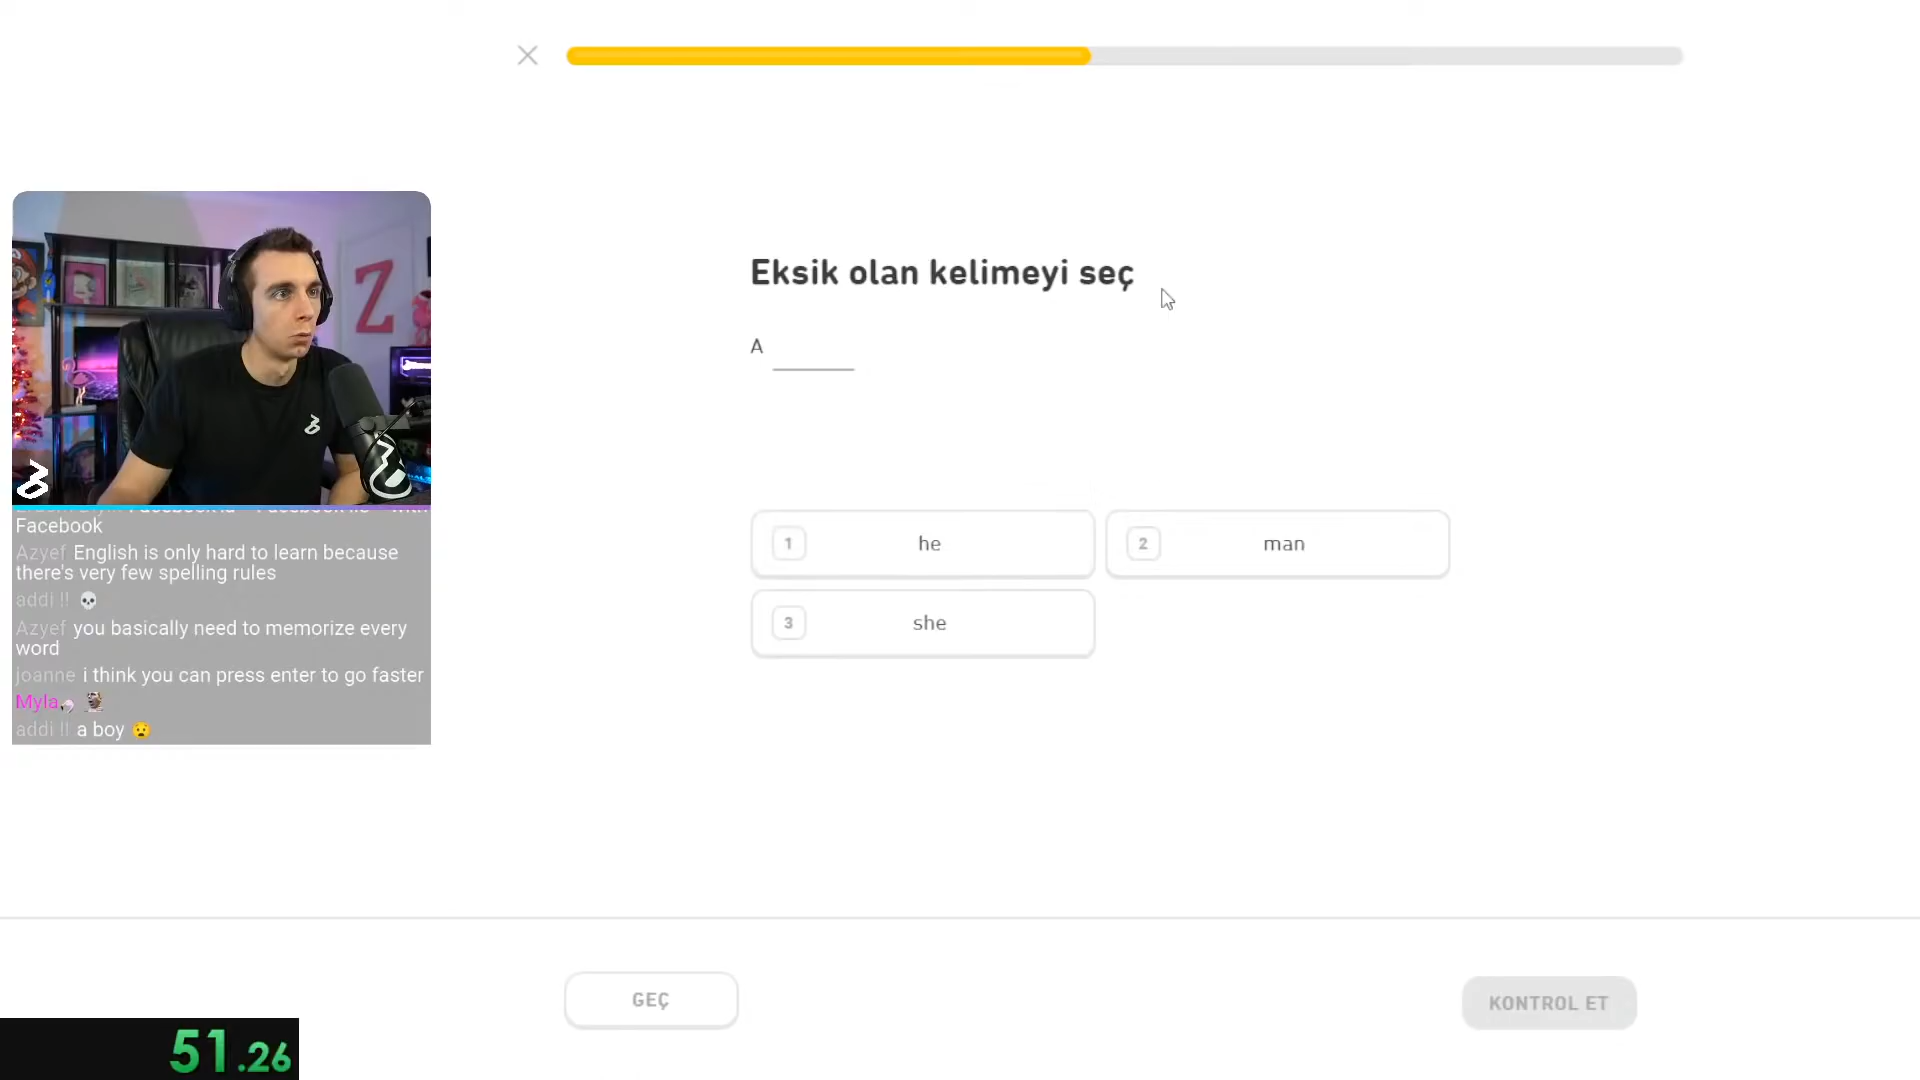 Eksik olan kelimeyi seç
A
1 he
2 man
3 she
Facebook
Azyef English is only hard to learn because
there's very few spelling rules
addi !! 💀
Azyef you basically need to memorize every
word
joanne i think you can press enter to go faster
Myla
addi !! a boy 😧
GEÇ
KONTROL ET
51.26